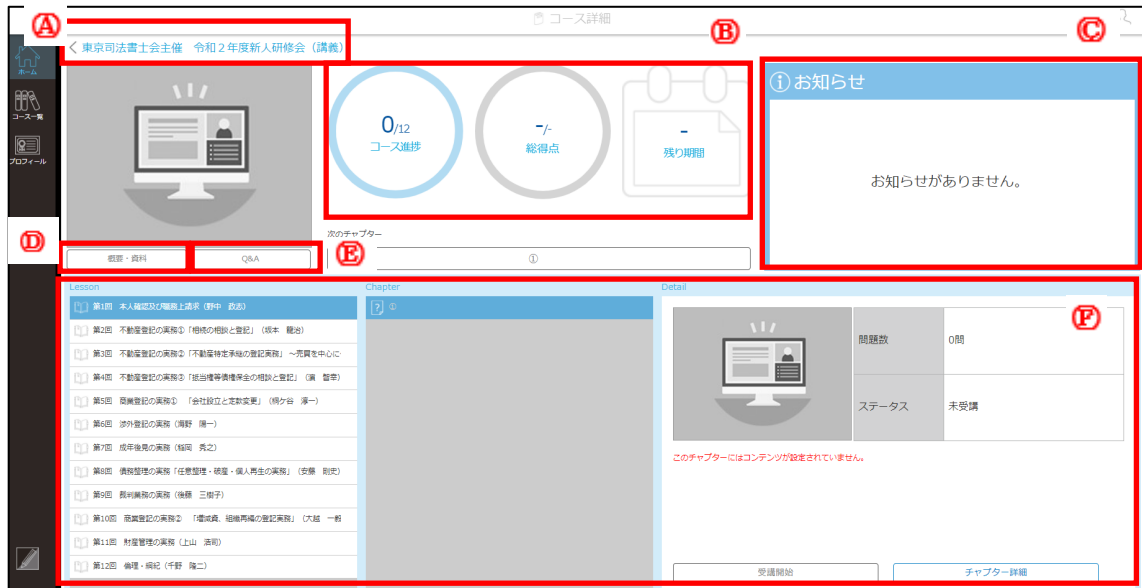 コース詳細
Ⓐ
Ⓑ
Ⓒ
東京司法書士会主催　令和２年度新人研修会（講義）
ホーム
コース一覧
プロフィール
0/12
コース進捗
-/-
総得点
-
残り期間
お知らせ
お知らせがありません。
Ⓓ
概要・資料
Q&A
Ⓔ
次のチャプター
①
Lesson
Chapter
Detail
Ⓕ
第1回　本人確認及び職務上請求（野中　政志）
第2回　不動産登記の実務①「相続の相談と登記」（坂本　龍治）
第3回　不動産登記の実務②「不動産特定承継の登記実務」～売買を中心に
第4回　不動産登記の実務③「抵当権等債権保全の相談と登記」（濵　智幸）
第5回　商業登記の実務①　「会社設立と定款変更」（桐ケ谷　淳一）
第6回　渉外登記の実務（海野　陽一）
第7回　成年後見の実務（稲岡　秀之）
第8回　債務整理の実務「任意整理・破産・個人再生の実務」（安藤　剛史）
第9回　裁判業務の実務（後藤　三樹子）
第10回　商業登記の実務②　「増減資、組織再編の登記実務」（大越　一毅
第11回　財産管理の実務（上山　浩司）
第12回　倫理・綱紀（千野　隆二）
①
問題数
0問
ステータス
未受講
このチャプターにはコンテンツが設定されていません。
受講開始
チャプター詳細